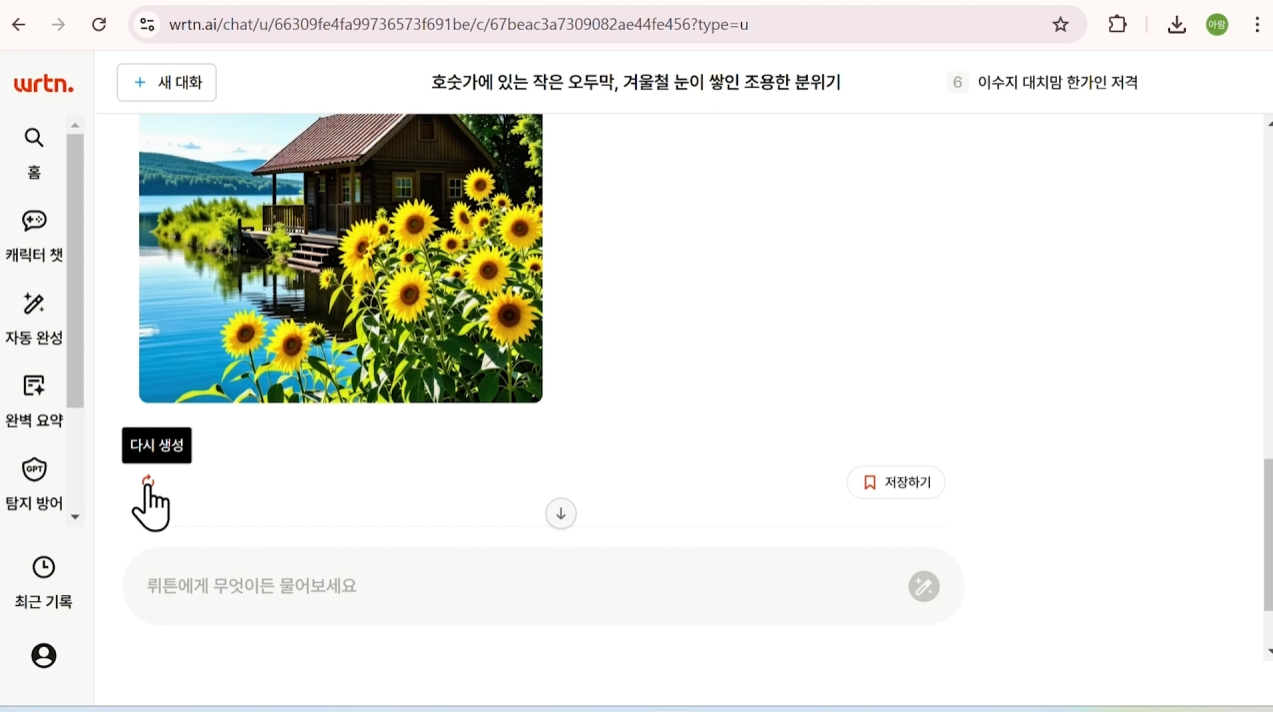 wrtn.ai/chat/u/66309fe4fa99736573f691be/c/67beac3a7309082ae44fe456?type=u
아람
wrtn.
+ 새 대화
호숫가에 있는 작은 오두막, 겨울철 눈이 쌓인 조용한 분위기
6 이수지 대치맘 한가인 저격
홈
캐릭터 챗
자동 완성
완벽 요약
GPT
탐지 방어
최근 기록
다시 생성
저장하기
뤼튼에게 무엇이든 물어보세요